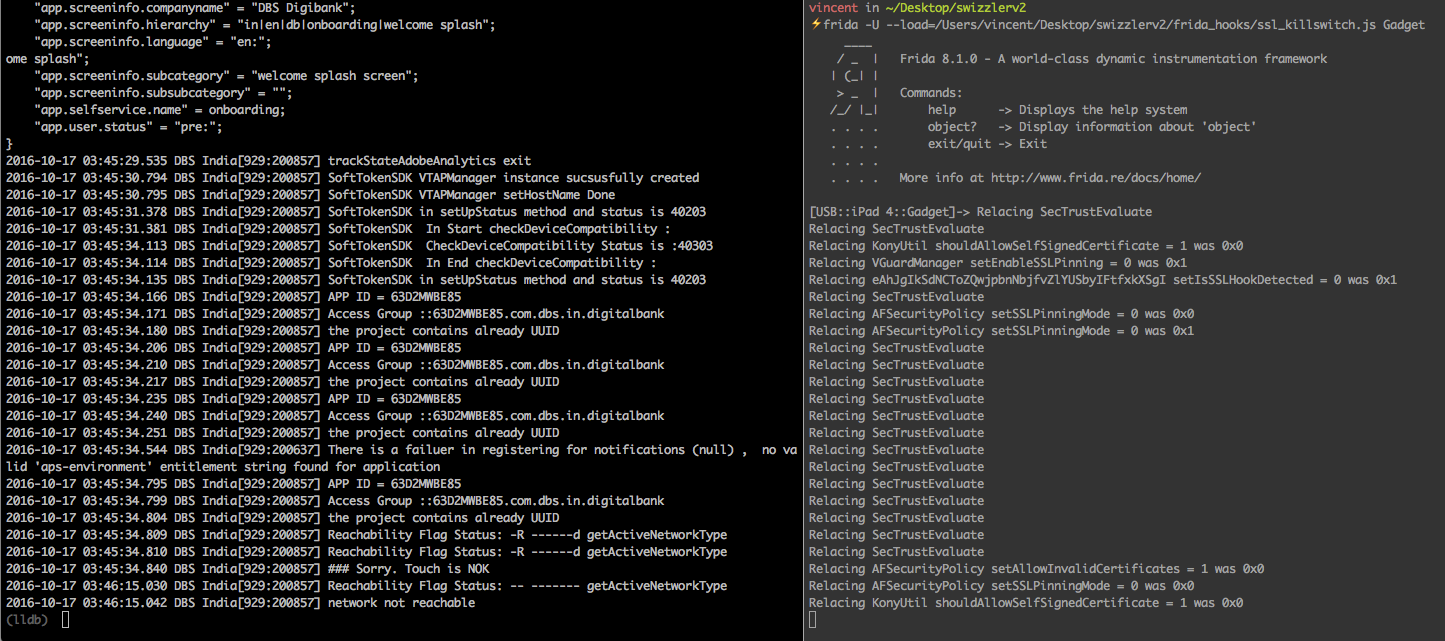 "app.screeninfo.companyname" = "DBS Digibank";
"app.screeninfo.hierarchy" = "in|en|db|onboarding|welcome splash";
"app.screeninfo.language" = "en:";
ome splash";
"app.screeninfo.subcategory" = "welcome splash screen";
"app.screeninfo.subsubcategory" = "";
"app.selfservice.name" = onboarding;
"app.user.status" = "pre:";
}
2016-10-17 03:45:29.535 DBS India[929:200857] trackStateAdobeAnalytics exit
2016-10-17 03:45:30.794 DBS India[929:200857] SoftTokenSDK VTAPManager instance sucsusfully created
2016-10-17 03:45:30.795 DBS India[929:200857] SoftTokenSDK VTAPManager setHostName Done
2016-10-17 03:45:31.378 DBS India[929:200857] SoftTokenSDK in setUpStatus method and status is 40203
2016-10-17 03:45:31.381 DBS India[929:200857] SoftTokenSDK  In Start checkDeviceCompatibility :
2016-10-17 03:45:34.113 DBS India[929:200857] SoftTokenSDK  CheckDeviceCompatibility Status is :40303
2016-10-17 03:45:34.114 DBS India[929:200857] SoftTokenSDK  In End checkDeviceCompatibility :
2016-10-17 03:45:34.135 DBS India[929:200857] SoftTokenSDK in setUpStatus method and status is 40203
2016-10-17 03:45:34.166 DBS India[929:200857] APP ID = 63D2MWBE85
2016-10-17 03:45:34.171 DBS India[929:200857] Access Group ::63D2MWBE85.com.dbs.in.digitalbank
2016-10-17 03:45:34.180 DBS India[929:200857] the project contains already UUID
2016-10-17 03:45:34.206 DBS India[929:200857] APP ID = 63D2MWBE85
2016-10-17 03:45:34.210 DBS India[929:200857] Access Group ::63D2MWBE85.com.dbs.in.digitalbank
2016-10-17 03:45:34.217 DBS India[929:200857] the project contains already UUID
2016-10-17 03:45:34.235 DBS India[929:200857] APP ID = 63D2MWBE85
2016-10-17 03:45:34.240 DBS India[929:200857] Access Group ::63D2MWBE85.com.dbs.in.digitalbank
2016-10-17 03:45:34.251 DBS India[929:200857] the project contains already UUID
2016-10-17 03:45:34.544 DBS India[929:200637] There is a failuer in registering for notifications (null) ,  no va
lid 'aps-environment' entitlement string found for application
2016-10-17 03:45:34.795 DBS India[929:200857] APP ID = 63D2MWBE85
2016-10-17 03:45:34.799 DBS India[929:200857] Access Group ::63D2MWBE85.com.dbs.in.digitalbank
2016-10-17 03:45:34.804 DBS India[929:200857] the project contains already UUID
2016-10-17 03:45:34.809 DBS India[929:200857] Reachability Flag Status: -R ------d getActiveNetworkType
2016-10-17 03:45:34.810 DBS India[929:200857] Reachability Flag Status: -R ------d getActiveNetworkType
2016-10-17 03:45:34.840 DBS India[929:200857] ### Sorry. Touch is NOK
2016-10-17 03:46:15.030 DBS India[929:200857] Reachability Flag Status: -- ------- getActiveNetworkType
2016-10-17 03:46:15.042 DBS India[929:200857] network not reachable
(lldb)
vincent in ~/Desktop/swizzlerv2
⚡frida -U --load=/Users/vincent/Desktop/swizzlerv2/frida_hooks/ssl_killswitch.js Gadget
     ____
    / _  |   Frida 8.1.0 - A world-class dynamic instrumentation framework
   | (_| |
    > _  |   Commands:
   /_/ |_|       help      -> Displays the help system
   . . . .       object?   -> Display information about 'object'
   . . . .       exit/quit -> Exit
   . . . .
   . . . .   More info at http://www.frida.re/docs/home/
[USB::iPad 4::Gadget]-> Relacing SecTrustEvaluate
Relacing SecTrustEvaluate
Relacing KonyUtil shouldAllowSelfSignedCertificate = 1 was 0x0
Relacing VGuardManager setEnableSSLPinning = 0 was 0x1
Relacing eAhJgIkSdNCToZQwjpbnNbjfvZlYUSbyIFtfxkXSgI setIsSSLHookDetected = 0 was 0x1
Relacing SecTrustEvaluate
Relacing AFSecurityPolicy setSSLPinningMode = 0 was 0x0
Relacing AFSecurityPolicy setSSLPinningMode = 0 was 0x1
Relacing SecTrustEvaluate
Relacing SecTrustEvaluate
Relacing SecTrustEvaluate
Relacing SecTrustEvaluate
Relacing SecTrustEvaluate
Relacing SecTrustEvaluate
Relacing SecTrustEvaluate
Relacing SecTrustEvaluate
Relacing SecTrustEvaluate
Relacing SecTrustEvaluate
Relacing SecTrustEvaluate
Relacing SecTrustEvaluate
Relacing SecTrustEvaluate
Relacing AFSecurityPolicy setAllowInvalidCertificates = 1 was 0x0
Relacing AFSecurityPolicy setSSLPinningMode = 0 was 0x0
Relacing KonyUtil shouldAllowSelfSignedCertificate = 1 was 0x0